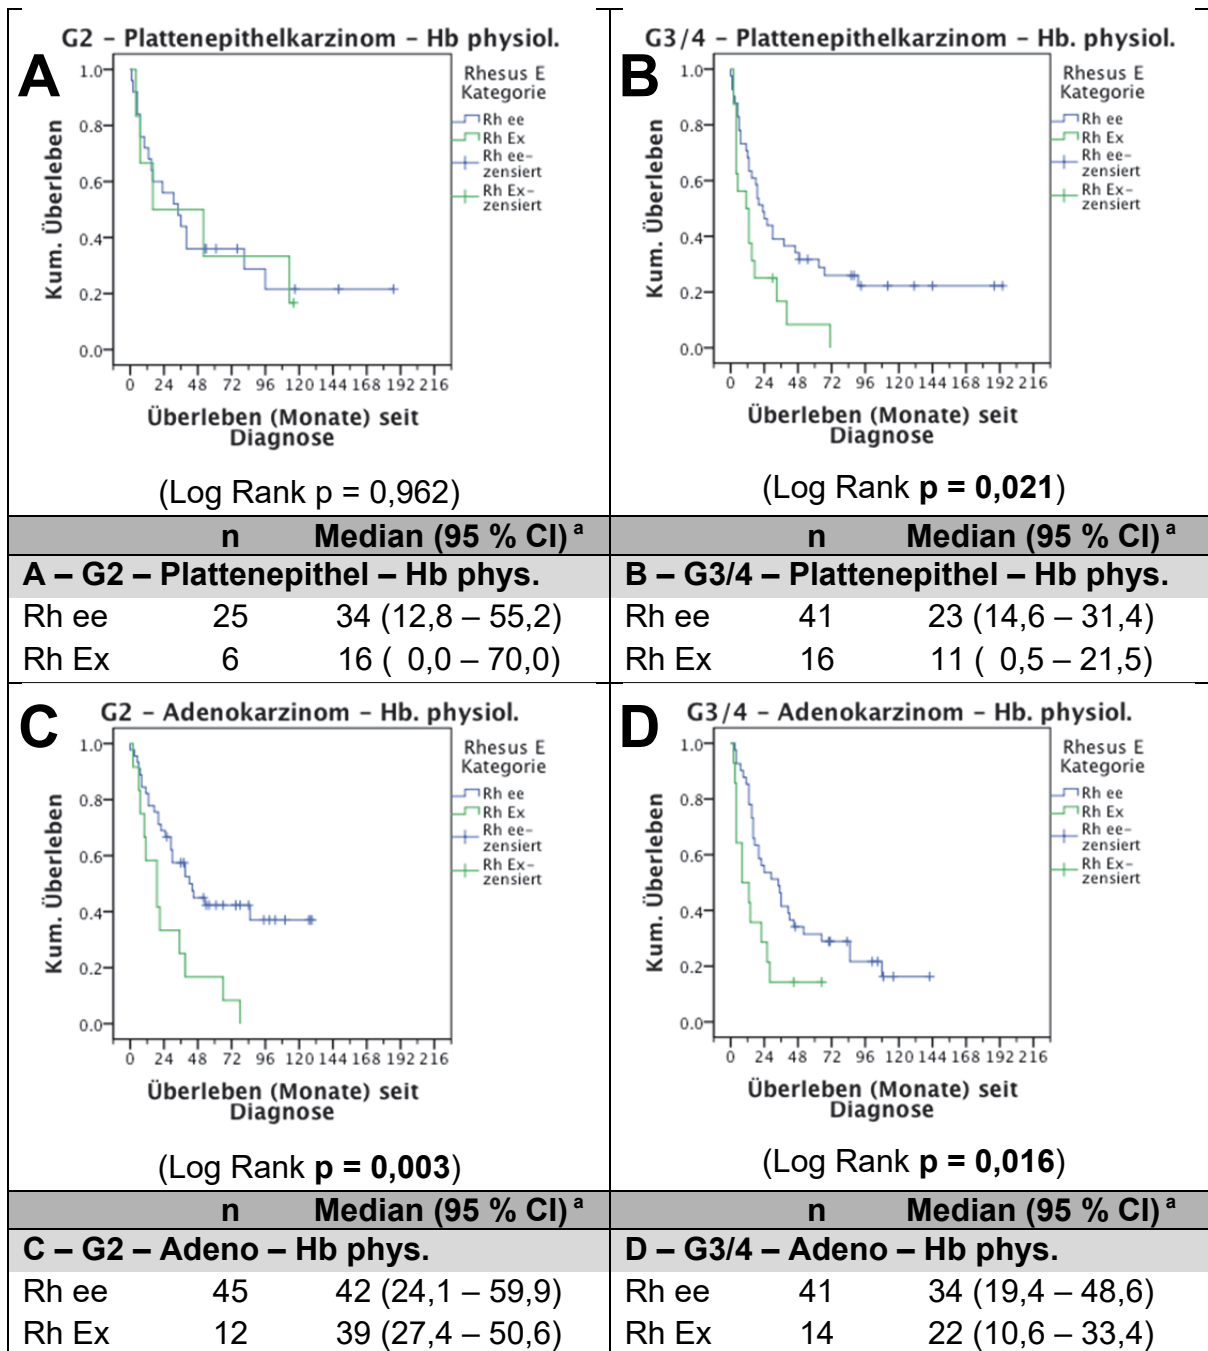 A
G2 – Plattenepithelkarzinom – Hb physiol.
Kum. Überleben
1.0
0.8
0.6
0.4
0.2
0.0
0 24 48 72 96 120 144 168 192 216
Überleben (Monate) seit
Diagnose
Rhesus E
Kategorie
Rh ee
Rh Ex
Rh ee-
zensiert
Rh Ex-
zensiert
(Log Rank p = 0,962)
n Median (95 % CI) a
A – G2 – Plattenepithel – Hb phys.
Rh ee 25 34 (12,8 – 55,2)
Rh Ex 6 16 ( 0,0 – 70,0)
B
G3/4 – Plattenepithelkarzinom – Hb. physiol.
Kum. Überleben
1.0
0.8
0.6
0.4
0.2
0.0
0 24 48 72 96 120 144 168 192 216
Überleben (Monate) seit
Diagnose
Rhesus E
Kategorie
Rh ee
Rh Ex
Rh ee-
zensiert
Rh Ex-
zensiert
(Log Rank p = 0,021)
n Median (95 % CI) a
B – G3/4 – Plattenepithel – Hb phys.
Rh ee 41 23 (14,6 – 31,4)
Rh Ex 16 11 ( 0,5 – 21,5)
C
G2 – Adenokarzinom – Hb. physiol.
Kum. Überleben
1.0
0.8
0.6
0.4
0.2
0.0
0 24 48 72 96 120 144 168 192 216
Überleben (Monate) seit
Diagnose
Rhesus E
Kategorie
Rh ee
Rh Ex
Rh ee-
zensiert
Rh Ex-
zensiert
(Log Rank p = 0,003)
n Median (95 % CI) a
C – G2 – Adeno – Hb phys.
Rh ee 45 42 (24,1 – 59,9)
Rh Ex 12 39 (27,4 – 50,6)
D
G3/4 – Adenokarzinom – Hb. physiol.
Kum. Überleben
1.0
0.8
0.6
0.4
0.2
0.0
0 24 48 72 96 120 144 168 192 216
Überleben (Monate) seit
Diagnose
Rhesus E
Kategorie
Rh ee
Rh Ex
Rh ee-
zensiert
Rh Ex-
zensiert
(Log Rank p = 0,016)
n Median (95 % CI) a
D – G3/4 – Adeno – Hb phys.
Rh ee 41 34 (19,4 – 48,6)
Rh Ex 14 22 (10,6 – 33,4)